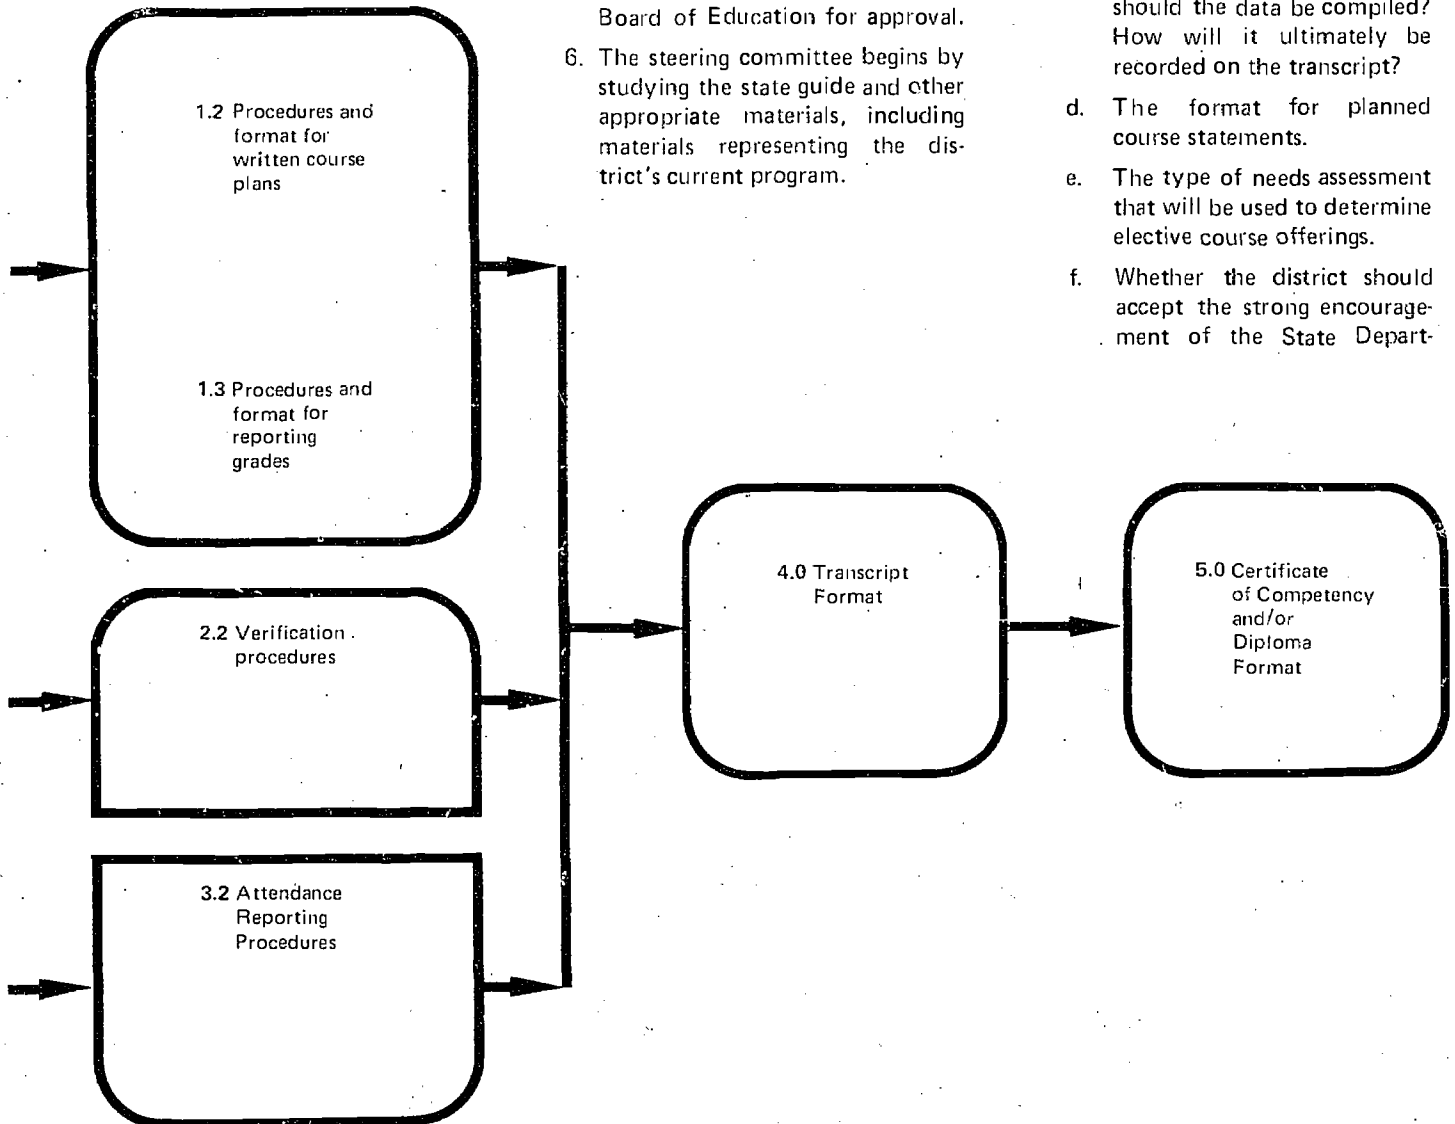 Board of Education for approval.
6. The steering committee begins by
studying the state guide and other
appropriate materials, including
materials representing the dis-
trict's current program.
should the data be compiled?
How will it ultimately be
recorded on the transcript?
d. The format for planned
course statements.
e. The type of needs assessment
that will be used to determine
elective course offerings.
f. Whether the district should
accept the strong encourage-
ment of the State Depart-
1.2 Procedures and
format for
written course
plans
1.3 Procedures and
format for
reporting
grades
2.2 Verification
procedures
3.2 Attendance
Reporting
Procedures
4.0 Transcript
Format
5.0 Certificate
of Competency
and/or
Diploma
Format